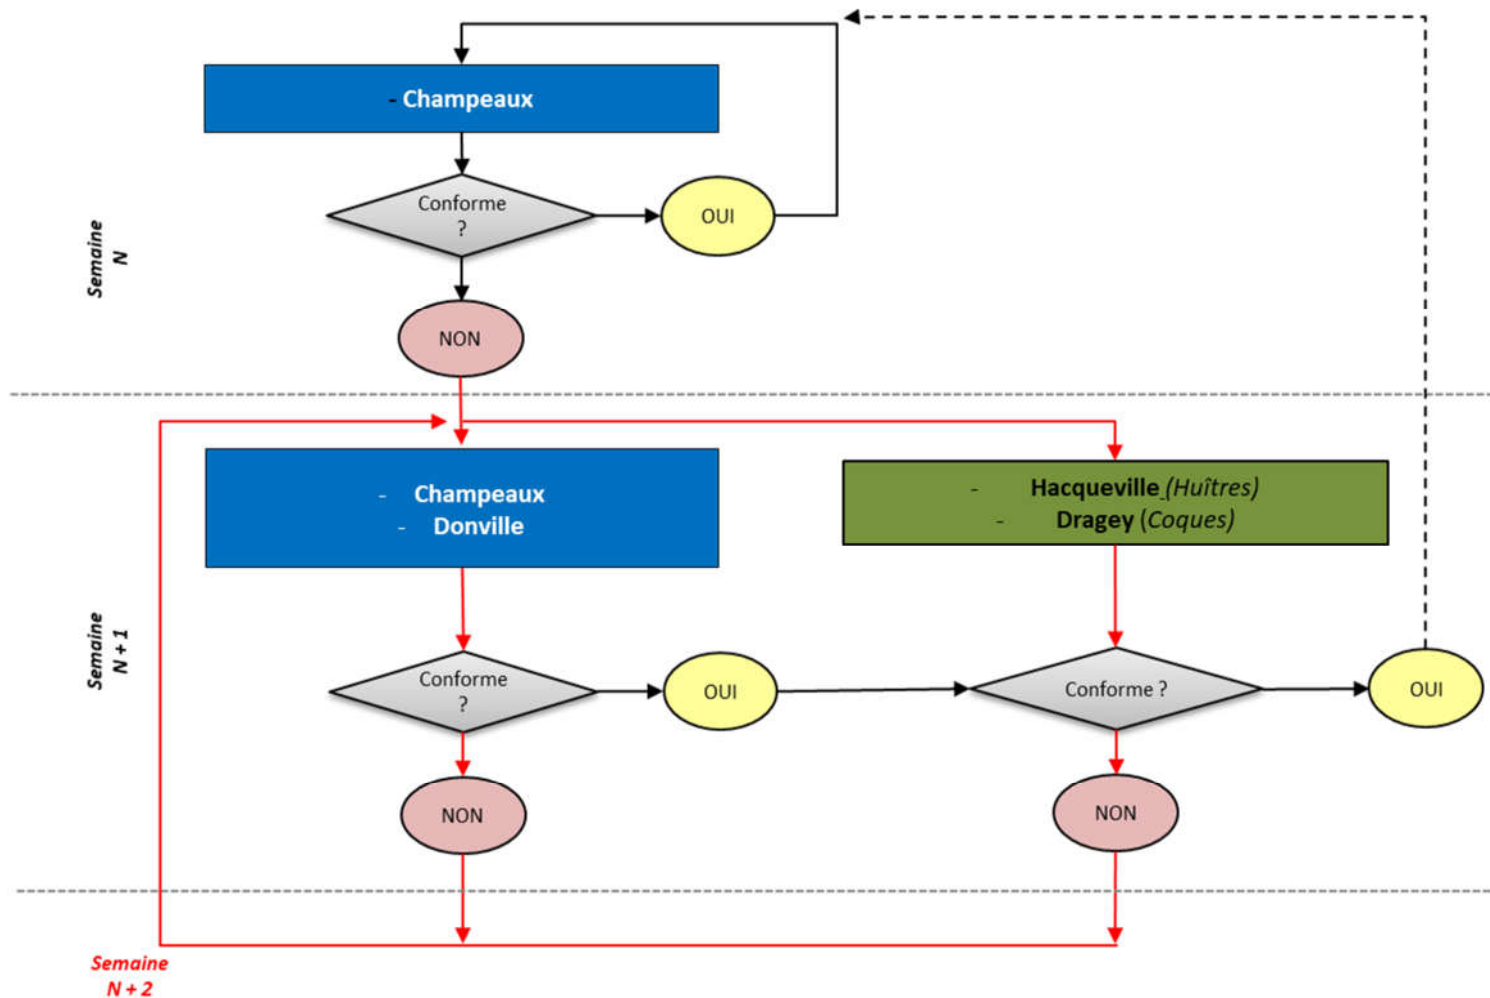 - Champeaux
Conforme
?
OUI
Semaine
N
NON
- Champeaux
- Donville
- Hacqueville (Huîtres)
- Dragey (Coques)
Semaine
N + 1
Conforme
?
OUI
Conforme ?
OUI
NON
NON
Semaine
N + 2